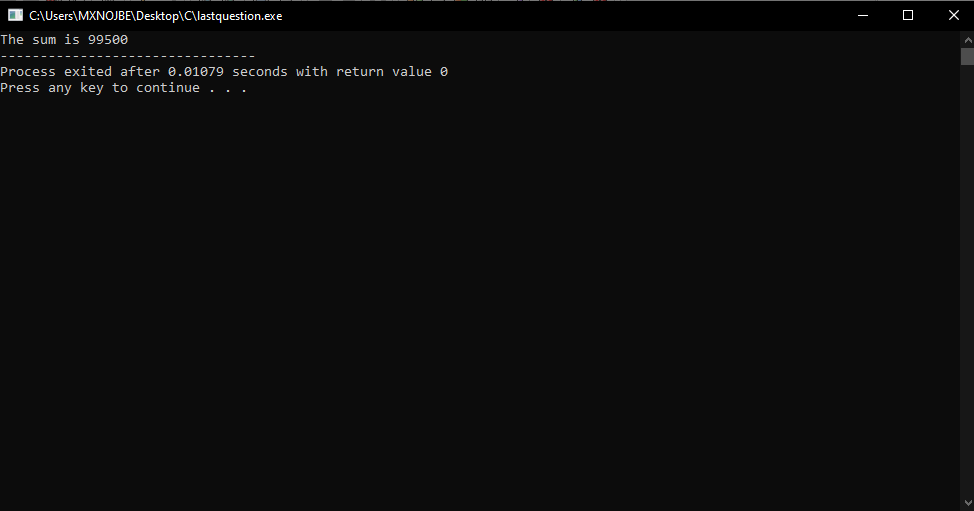 C:\Users\MXNOJBE\Desktop\C\lastquestion.exe
The sum is 99500
--------------------------------
Process exited after 0.01079 seconds with return value 0
Press any key to continue . . .